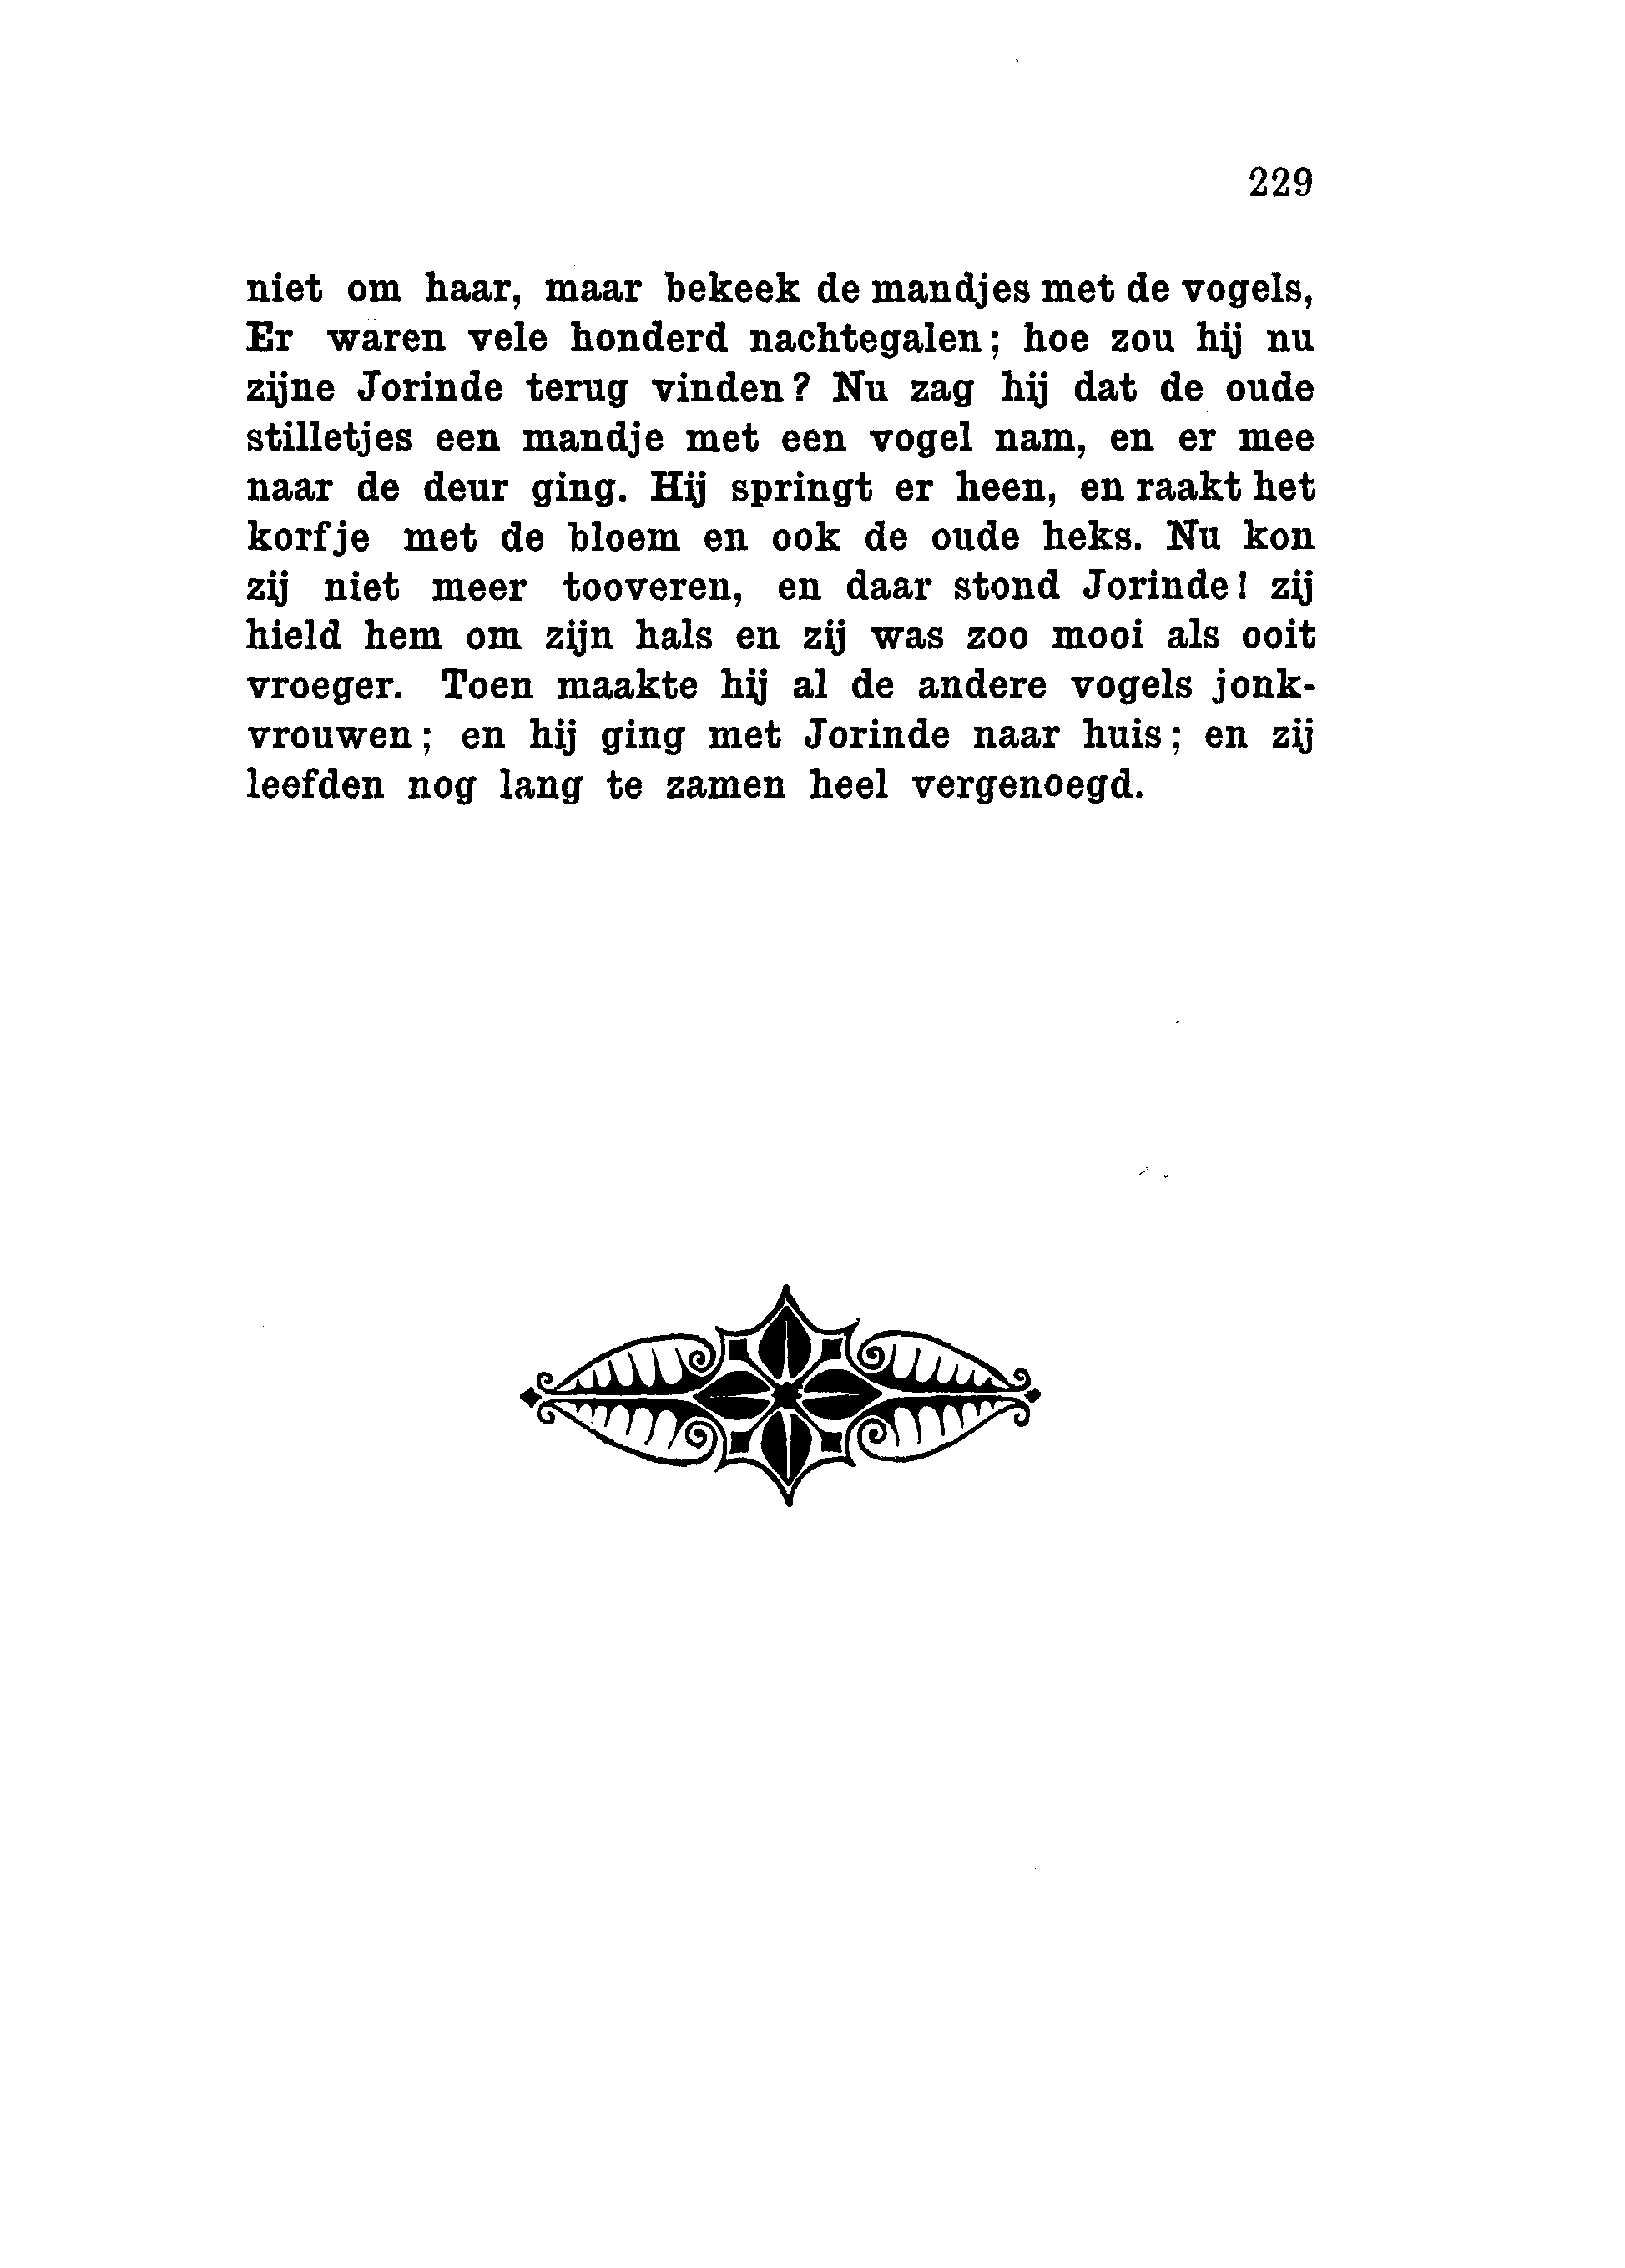 229
niet om haar, maar bekeek de mandjes met de vogels,
Er waren vele honderd nachtegalen; hoe zou hij nu
zijne Jorinde terug vinden? Nu zag hij dat de oude
stilletjes een mandje met een vogel nam, en er mee
naar de deur ging. Hij springt er heen, en raakt het
korfje met de bloem en ook de oude heks. Nu kon
zij niet meer tooveren, en daar stond Jorinde! zij
hield hem om zijn hals en zij was zoo mooi als ooit
vroeger. Toen maakte hij al de andere vogels jonk-
vrouwen; en hij ging met Jorinde naar huis; en zij
leefden nog lang te zamen heel vergenoegd.